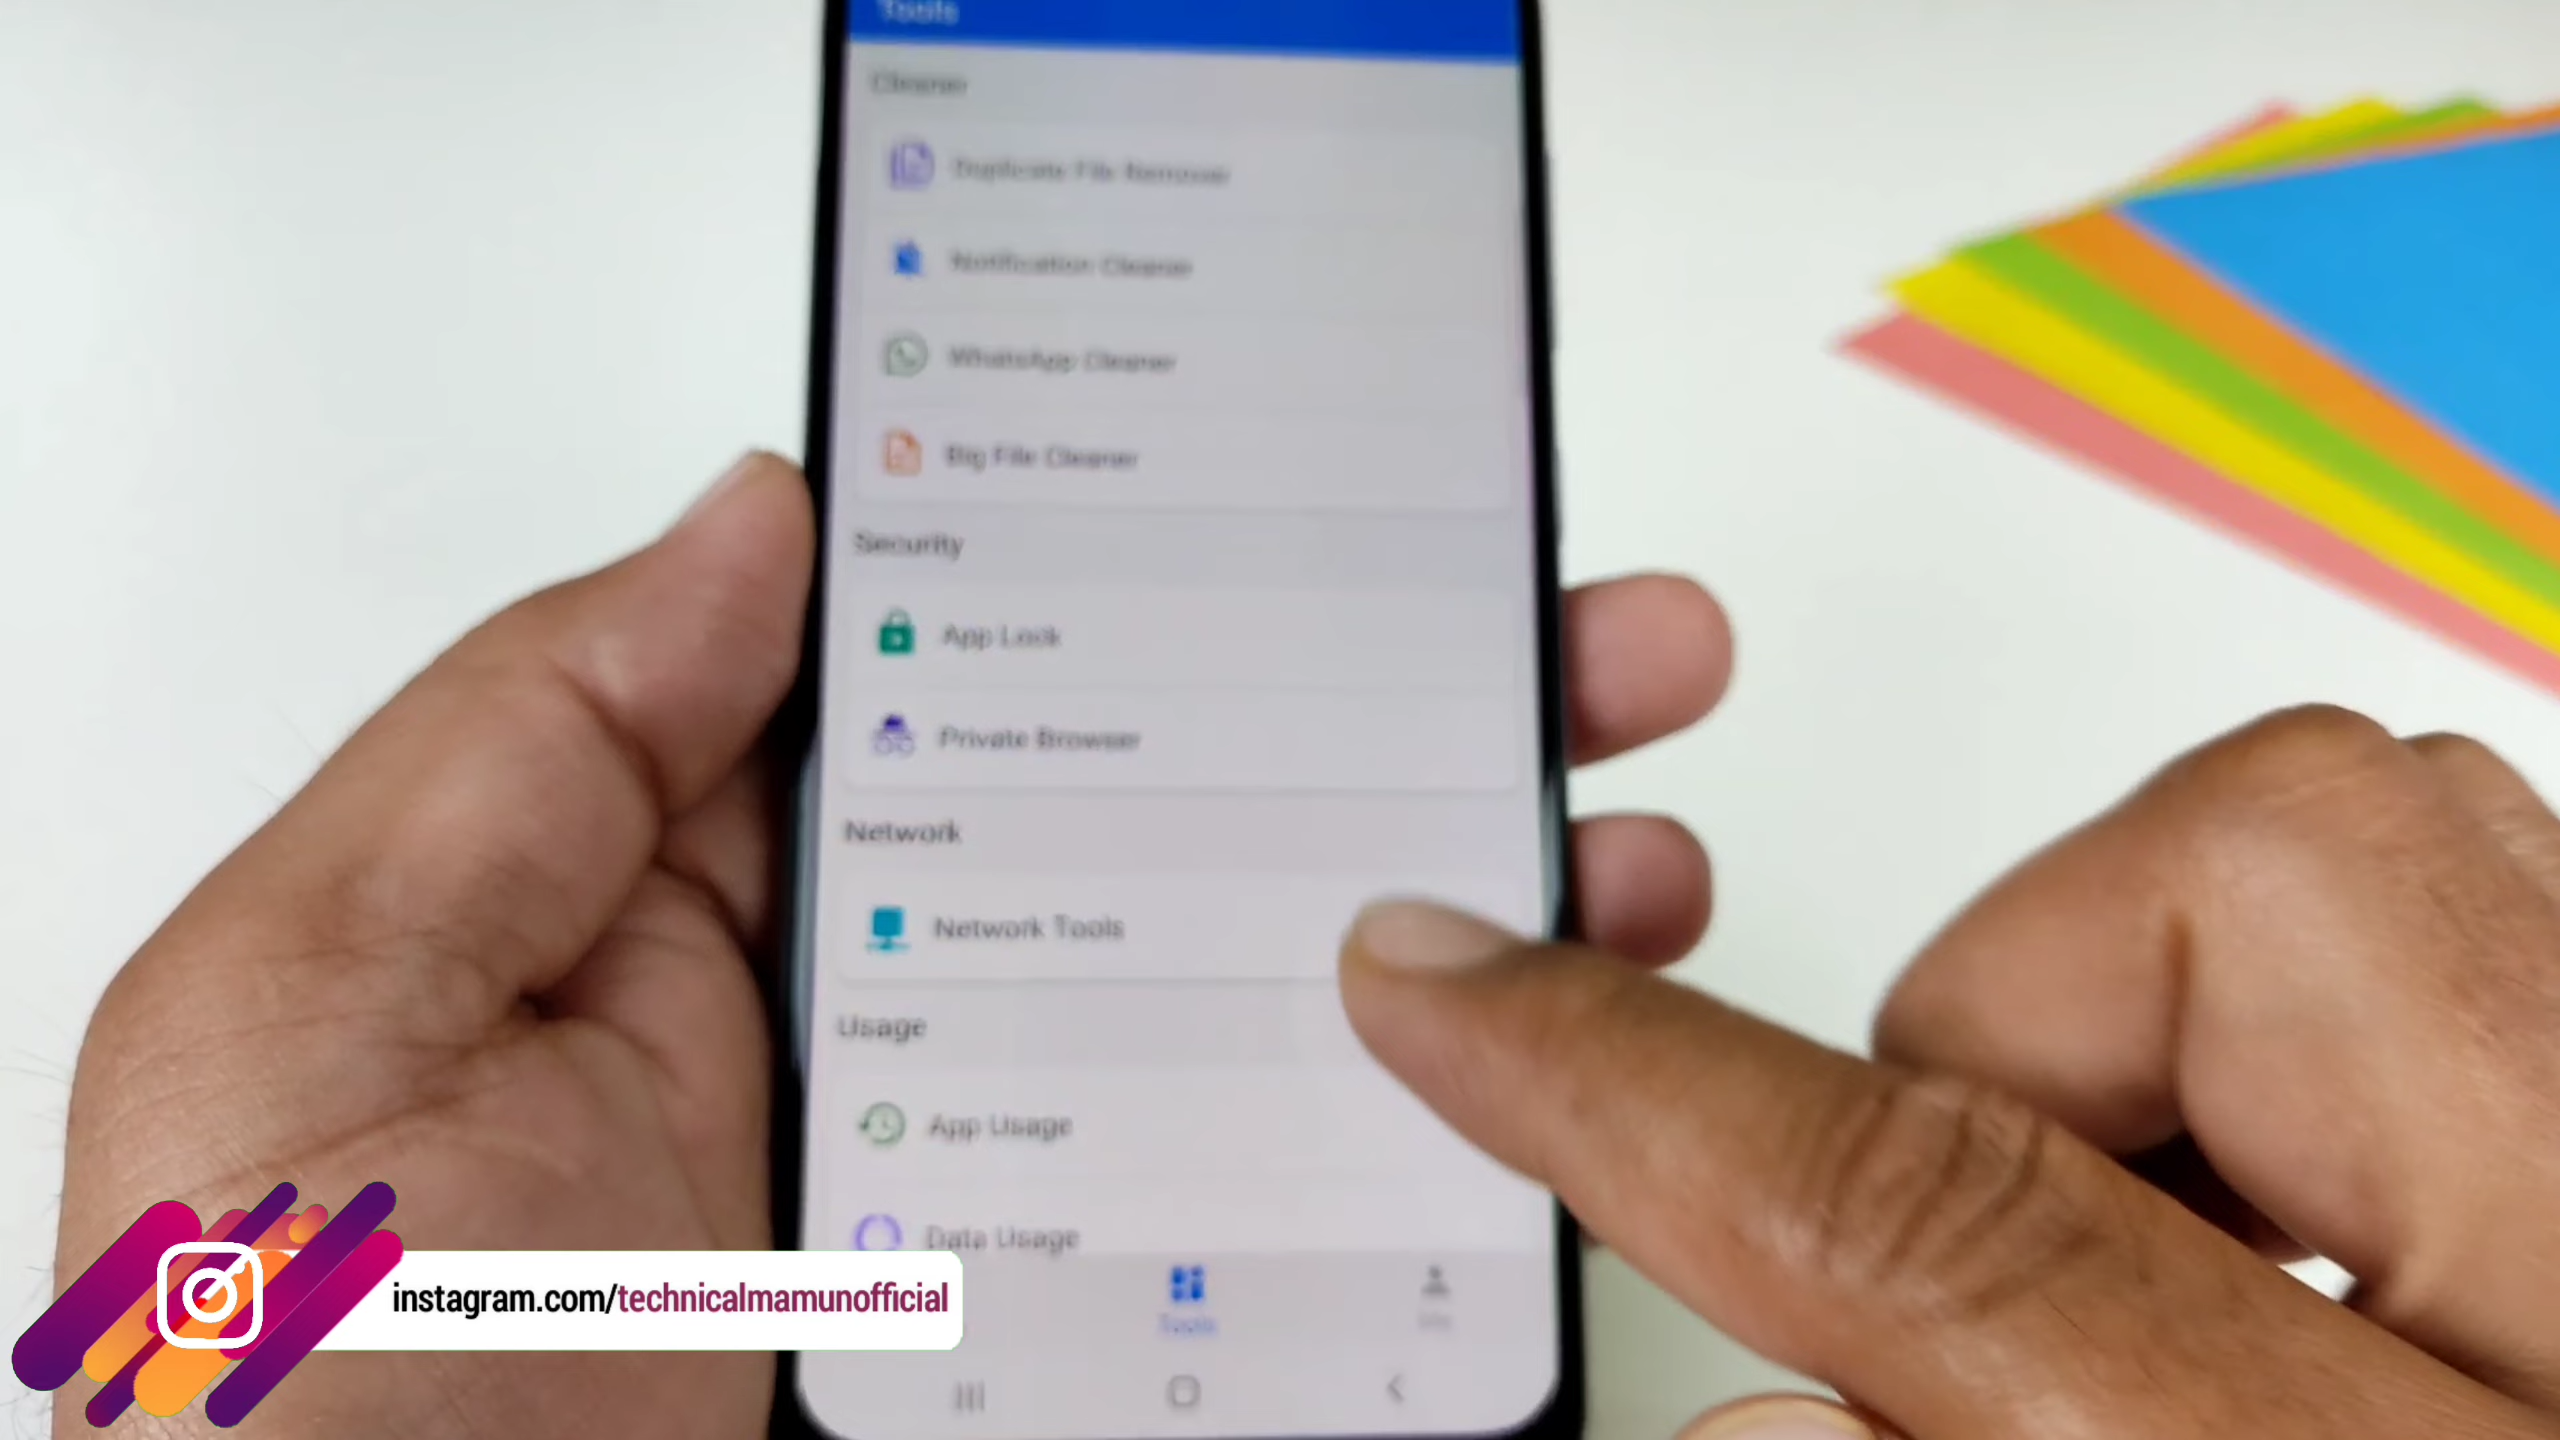 Tools
Cleaner
Duplicate File Remover
Notification Cleaner
WhatsApp Cleaner
Big File Cleaner
Security
App Lock
Private Browser
Network
Network Tools
Usage
App Usage
Data Usage
instagram.com/technicalmamunofficial
Tools